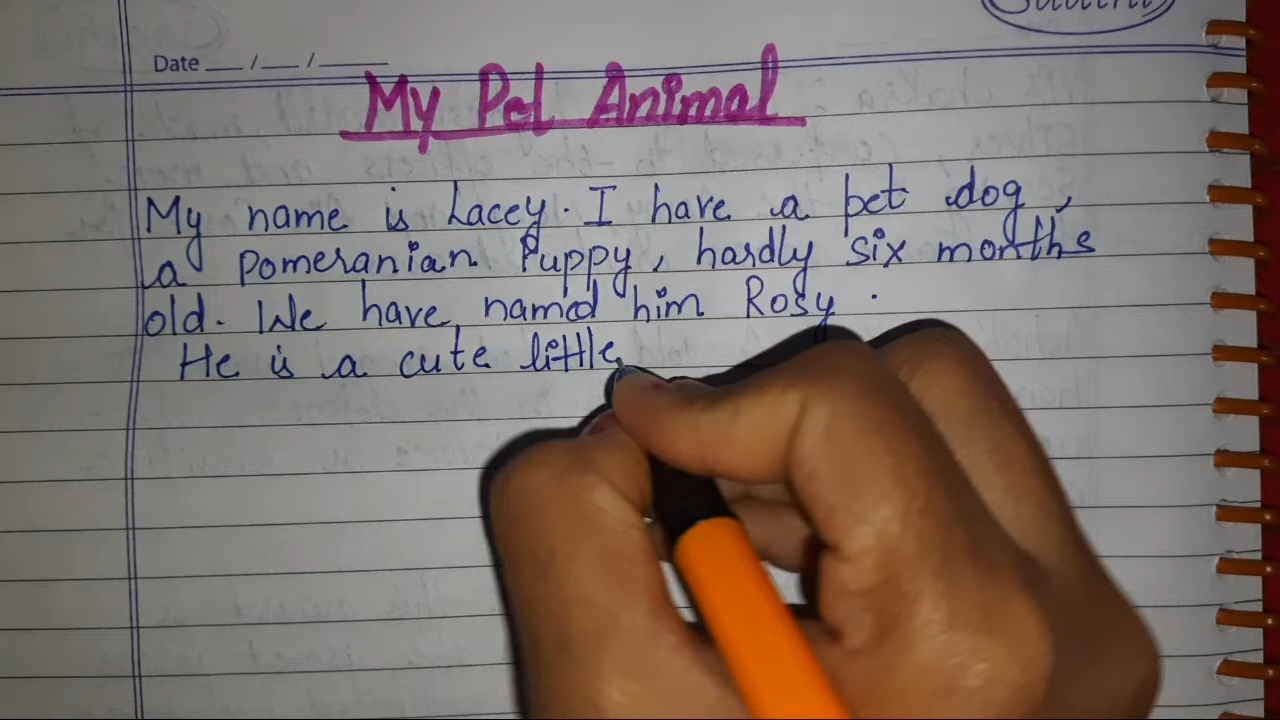 Date __ / __ / ____
My Pet Animal
My name is Lacey. I have a pet dog,
a Pomeranian Puppy, hardly six months
old. We have named him Rosy.
He is a cute little